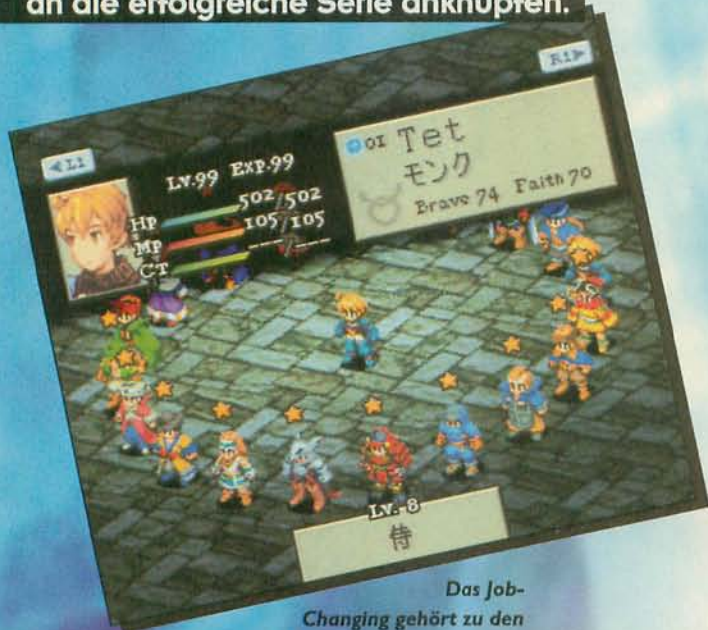 an die erfolgreiche Serie anknüpfen.
◀L1
R1▶
Lv.99 Exp.99
HP 502/502
MP 105/105
CT ---/---
01 Tet
モンク
Brave 74 Faith 70
Lv. 8
侍
Das Job-
Changing gehört zu den